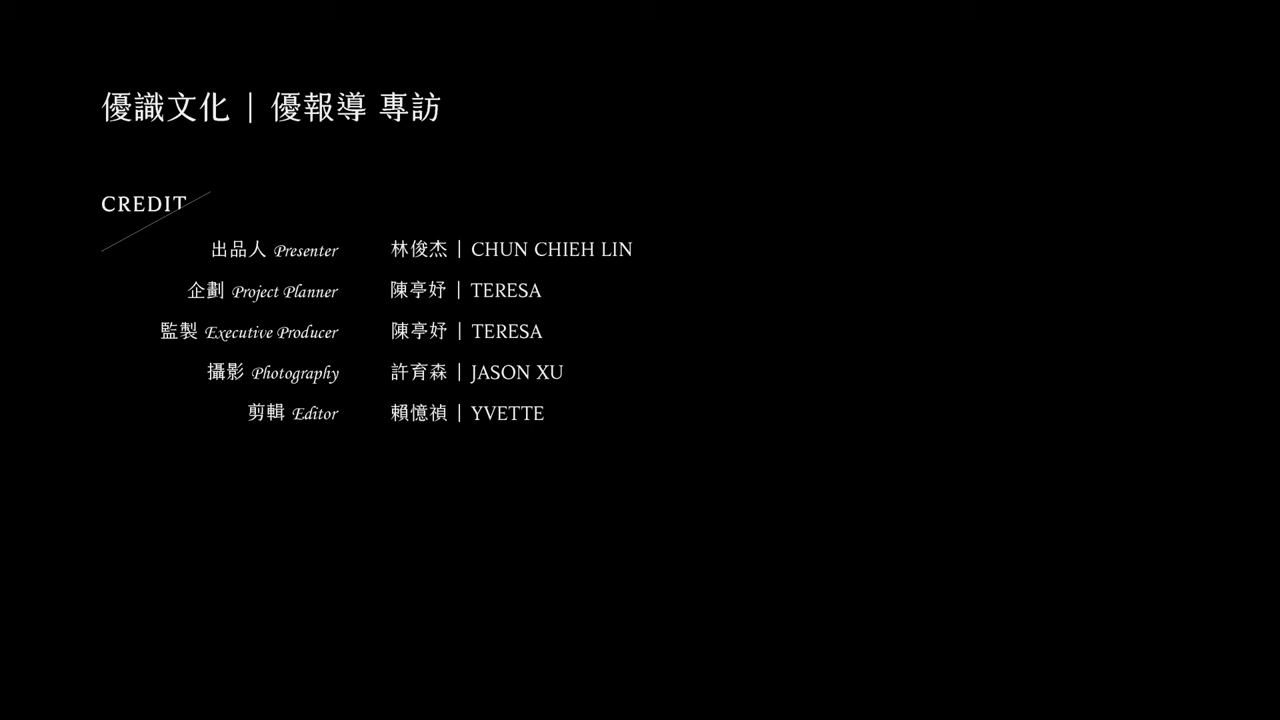 優識文化｜優報導 專訪
CREDIT
出品人 Presenter 林俊杰｜CHUN CHIEH LIN
企劃 Project Planner 陳亭妤｜TERESA
監製 Executive Producer 陳亭妤｜TERESA
攝影 Photography 許育森｜JASON XU
剪輯 Editor 賴憶禎｜YVETTE